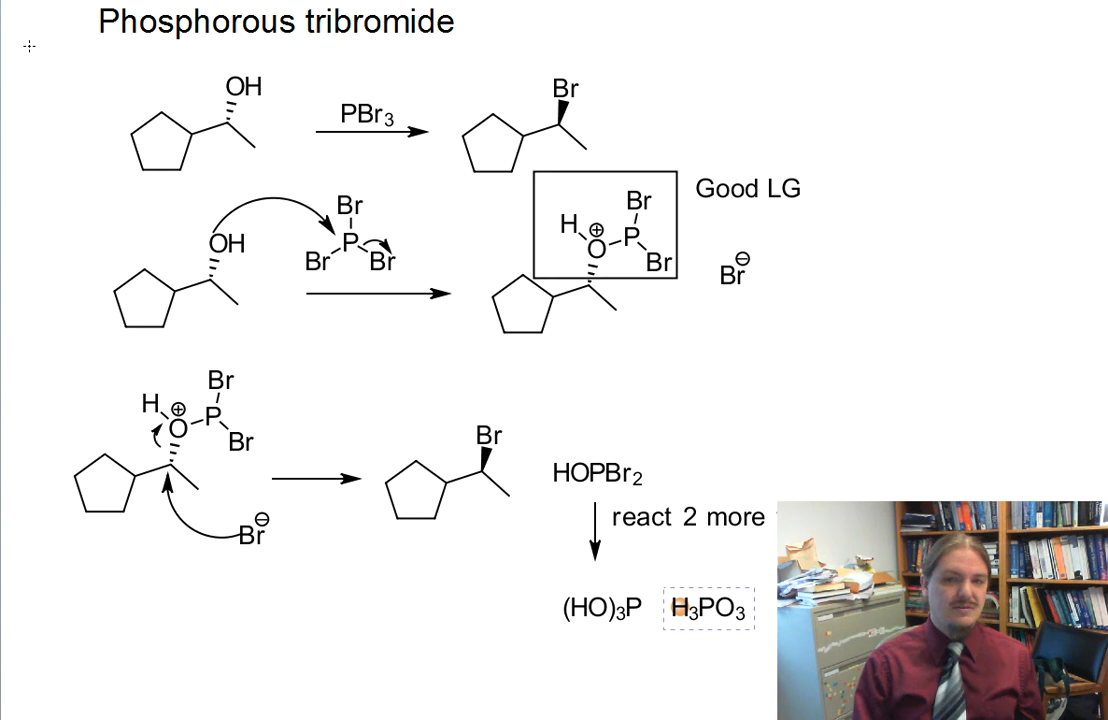 Phosphorous tribromide
OH
PBr3
Br
OH
Br
P
Br Br
H ⊕ O P Br
Br
Good LG
Br ⊖
H ⊕ O P Br
Br
Br ⊖
Br
HOPBr2
react 2 more
(HO)3P H3PO3